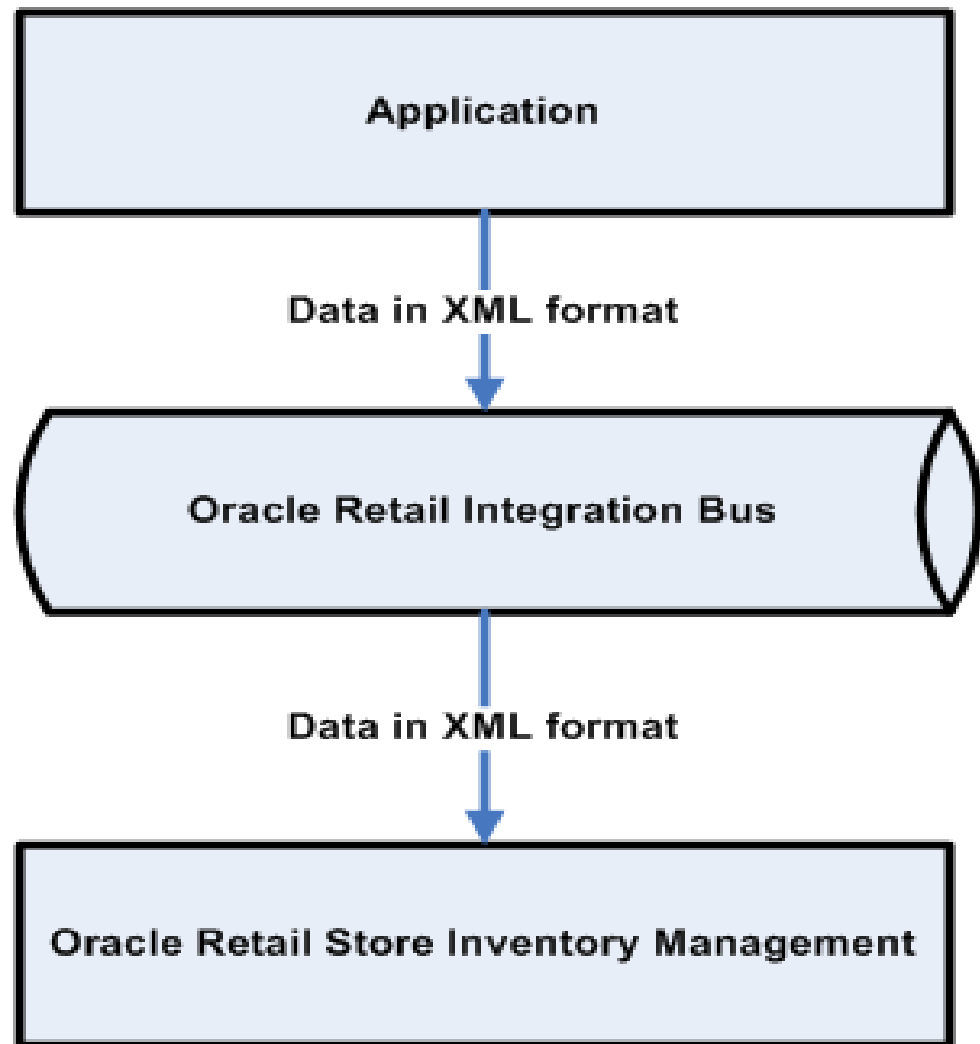 Application
Data in XML format
Oracle Retail Integration Bus
Data in XML format
Oracle Retail Store Inventory Management